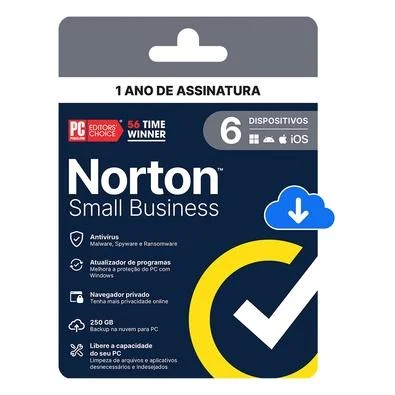 1 ANO DE ASSINATURA
PC
EDITORS'
CHOICE
56 TIME
WINNER
6
DISPOSITIVOS
iOS
Norton™
Small Business
Antivírus
Malware, Spyware e Ransomware
Atualizador de programas
Melhora a proteção do PC com
Windows
Navegador privado
Tenha mais privacidade online
250 GB
Backup na nuvem para PC
Libere a capacidade
do seu PC
Limpeza de arquivos e aplicativos
desnecessários e indesejados